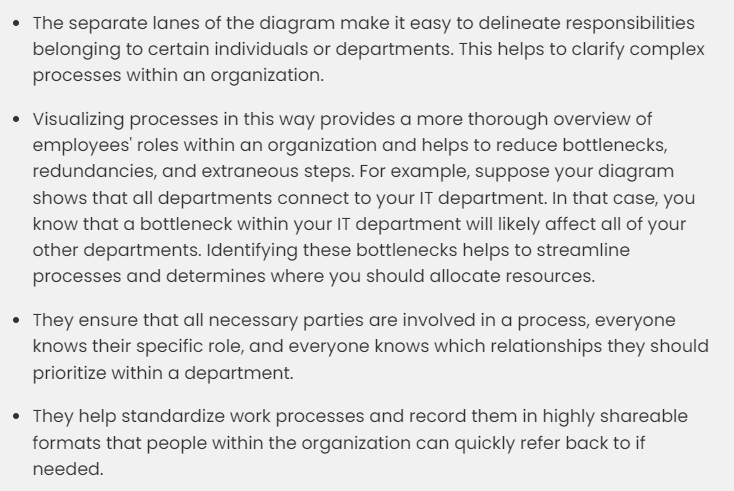 • The separate lanes of the diagram make it easy to delineate responsibilities
belonging to certain individuals or departments. This helps to clarify complex
processes within an organization.
• Visualizing processes in this way provides a more thorough overview of
employees' roles within an organization and helps to reduce bottlenecks,
redundancies, and extraneous steps. For example, suppose your diagram
shows that all departments connect to your IT department. In that case, you
know that a bottleneck within your IT department will likely affect all of your
other departments. Identifying these bottlenecks helps to streamline
processes and determines where you should allocate resources.
• They ensure that all necessary parties are involved in a process, everyone
knows their specific role, and everyone knows which relationships they should
prioritize within a department.
• They help standardize work processes and record them in highly shareable
formats that people within the organization can quickly refer back to if
needed.